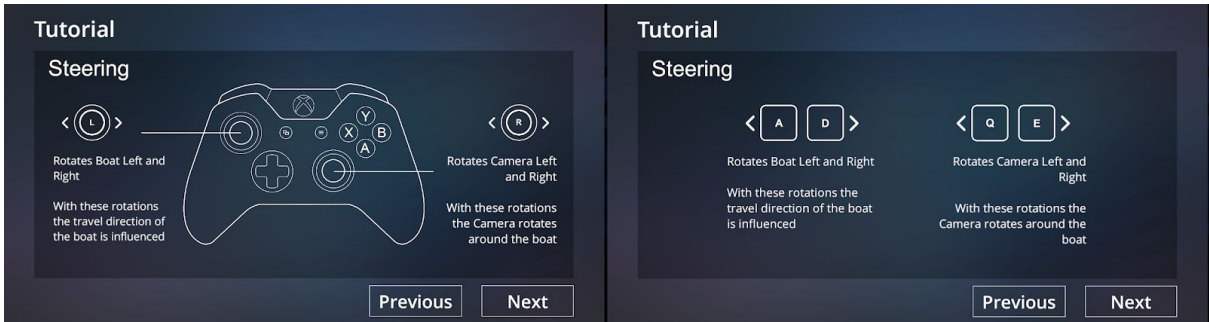 Tutorial
Steering
L
Y
X
B
A
R
Rotates Boat Left and
Right
With these rotations
the travel direction of
the boat is influenced
Rotates Camera Left
and Right
With these rotations
the Camera rotates
around the boat
Previous
Next
Tutorial
Steering
A
D
Q
E
Rotates Boat Left and Right
With these rotations the
travel direction of the boat
is influenced
Rotates Camera Left and
Right
With these rotations the
Camera rotates around the
boat
Previous
Next